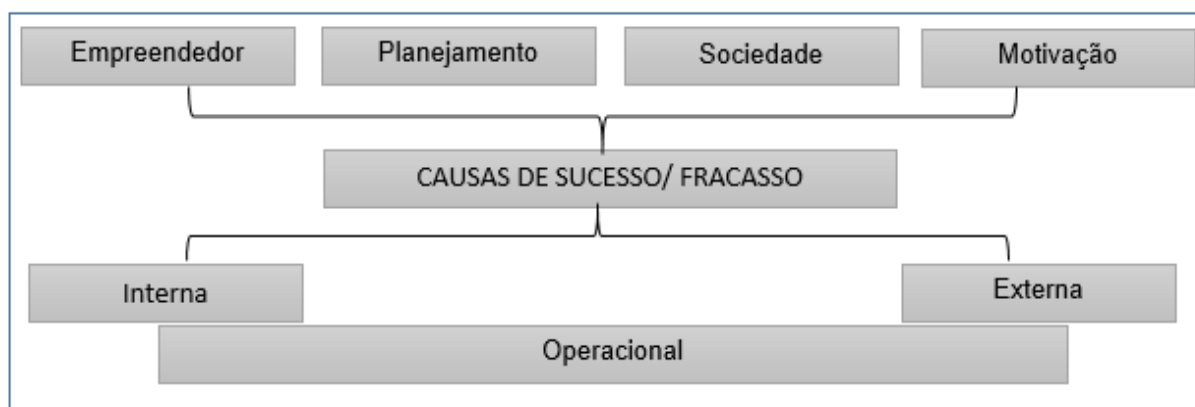 Empreendedor
Planejamento
Sociedade
Motivação
CAUSAS DE SUCESSO/ FRACASSO
Interna
Externa
Operacional